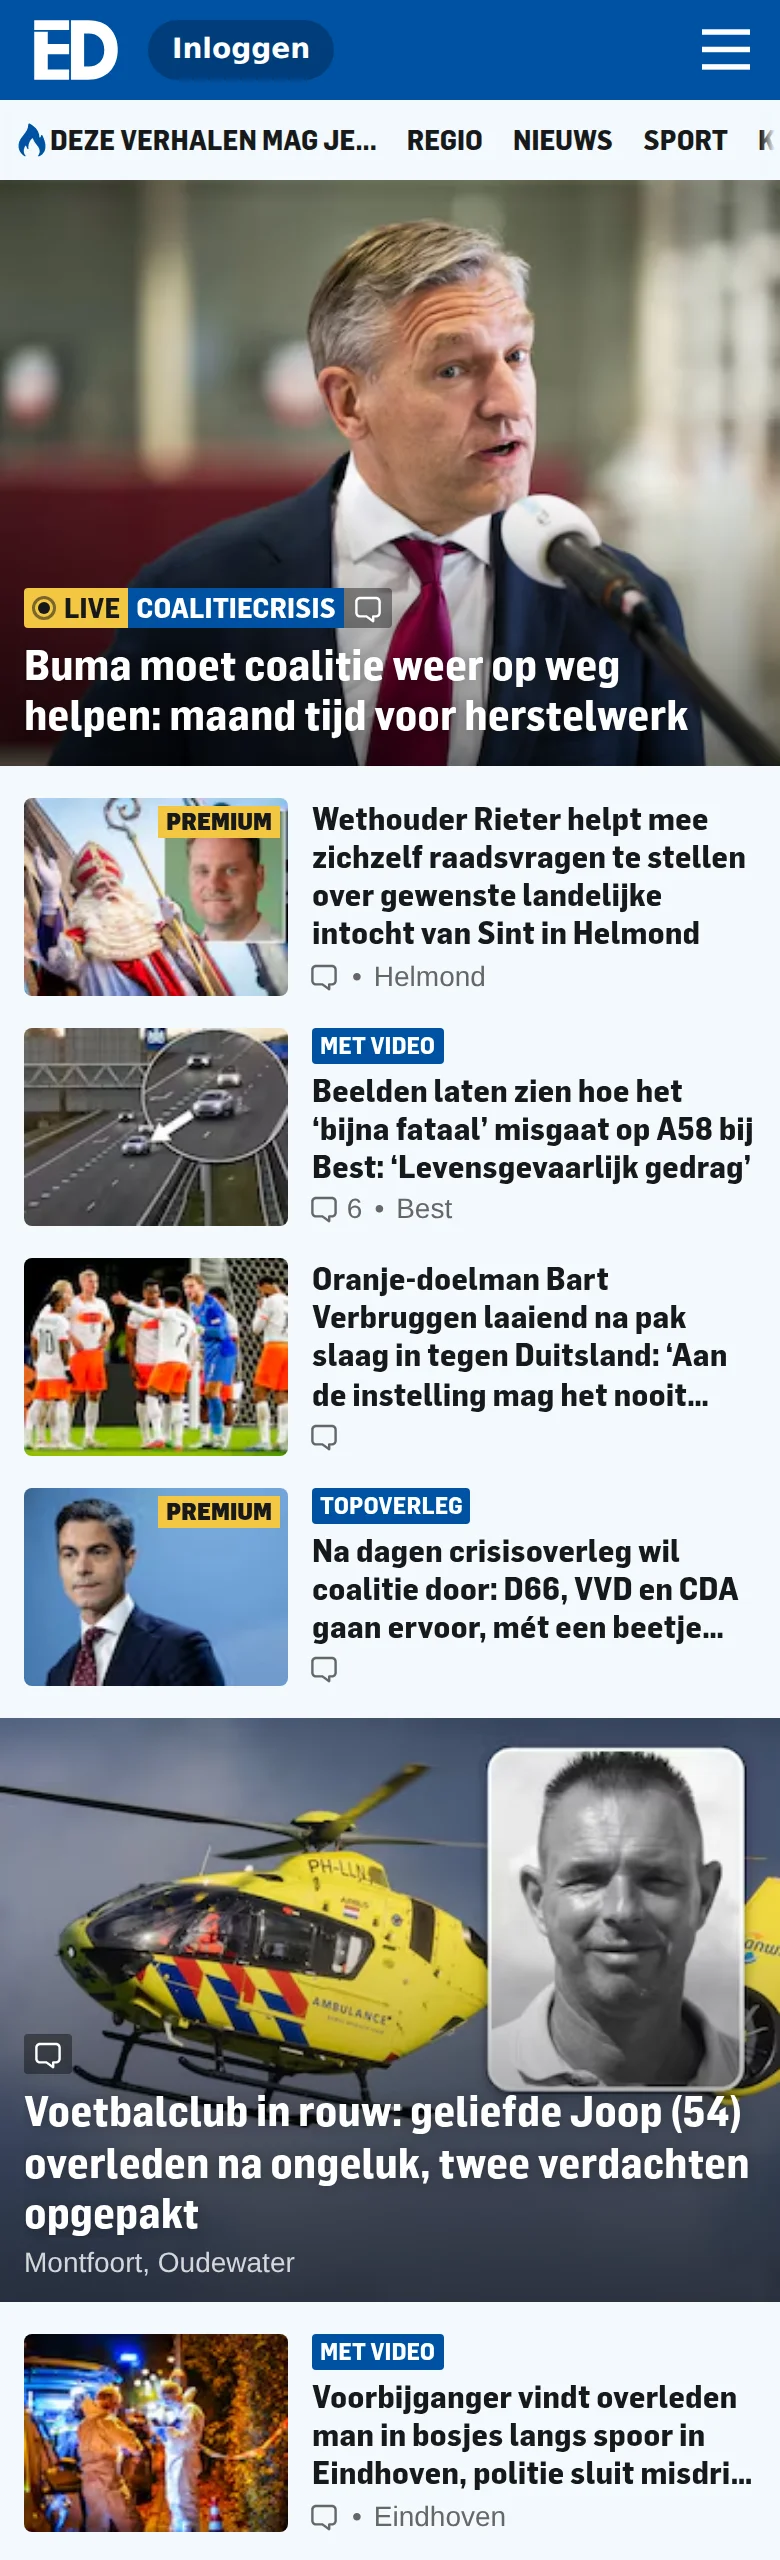 ED
Inloggen
DEZE VERHALEN MAG JE... REGIO NIEUWS SPORT K
LIVE COALITIECRISIS
Buma moet coalitie weer op weg
helpen: maand tijd voor herstelwerk
PREMIUM
Wethouder Rieter helpt mee
zichzelf raadsvragen te stellen
over gewenste landelijke
intocht van Sint in Helmond
• Helmond
MET VIDEO
Beelden laten zien hoe het
‘bijna fataal’ misgaat op A58 bij
Best: ‘Levensgevaarlijk gedrag’
6 • Best
Oranje-doelman Bart
Verbruggen laaiend na pak
slaag in tegen Duitsland: ‘Aan
de instelling mag het nooit...
PREMIUM
TOPOVERLEG
Na dagen crisisoverleg wil
coalitie door: D66, VVD en CDA
gaan ervoor, mét een beetje...
PH-LLN
AMBULANCE
Voetbalclub in rouw: geliefde Joop (54)
overleden na ongeluk, twee verdachten
opgepakt
Montfoort, Oudewater
MET VIDEO
Voorbijganger vindt overleden
man in bosjes langs spoor in
Eindhoven, politie sluit misdri...
• Eindhoven